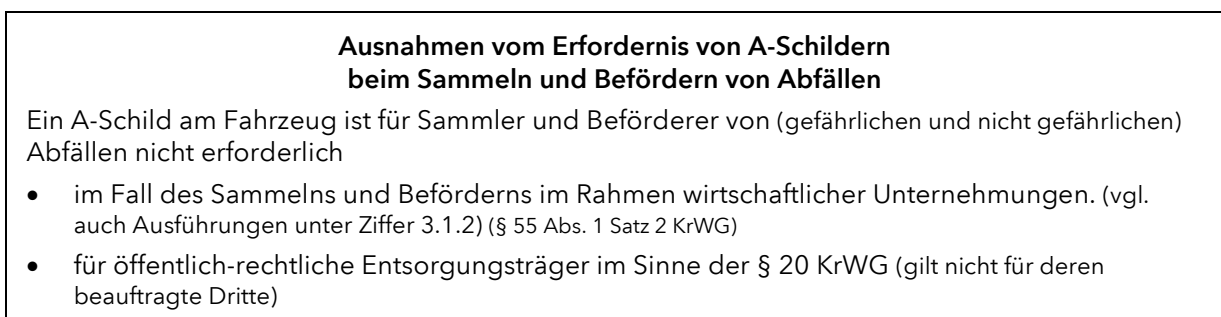 Ausnahmen vom Erfordernis von A-Schildern
beim Sammeln und Befördern von Abfällen
Ein A-Schild am Fahrzeug ist für Sammler und Beförderer von (gefährlichen und nicht gefährlichen)
Abfällen nicht erforderlich
• im Fall des Sammelns und Beförderns im Rahmen wirtschaftlicher Unternehmungen. (vgl.
auch Ausführungen unter Ziffer 3.1.2) (§ 55 Abs. 1 Satz 2 KrWG)
• für öffentlich-rechtliche Entsorgungsträger im Sinne der § 20 KrWG (gilt nicht für deren
beauftragte Dritte)